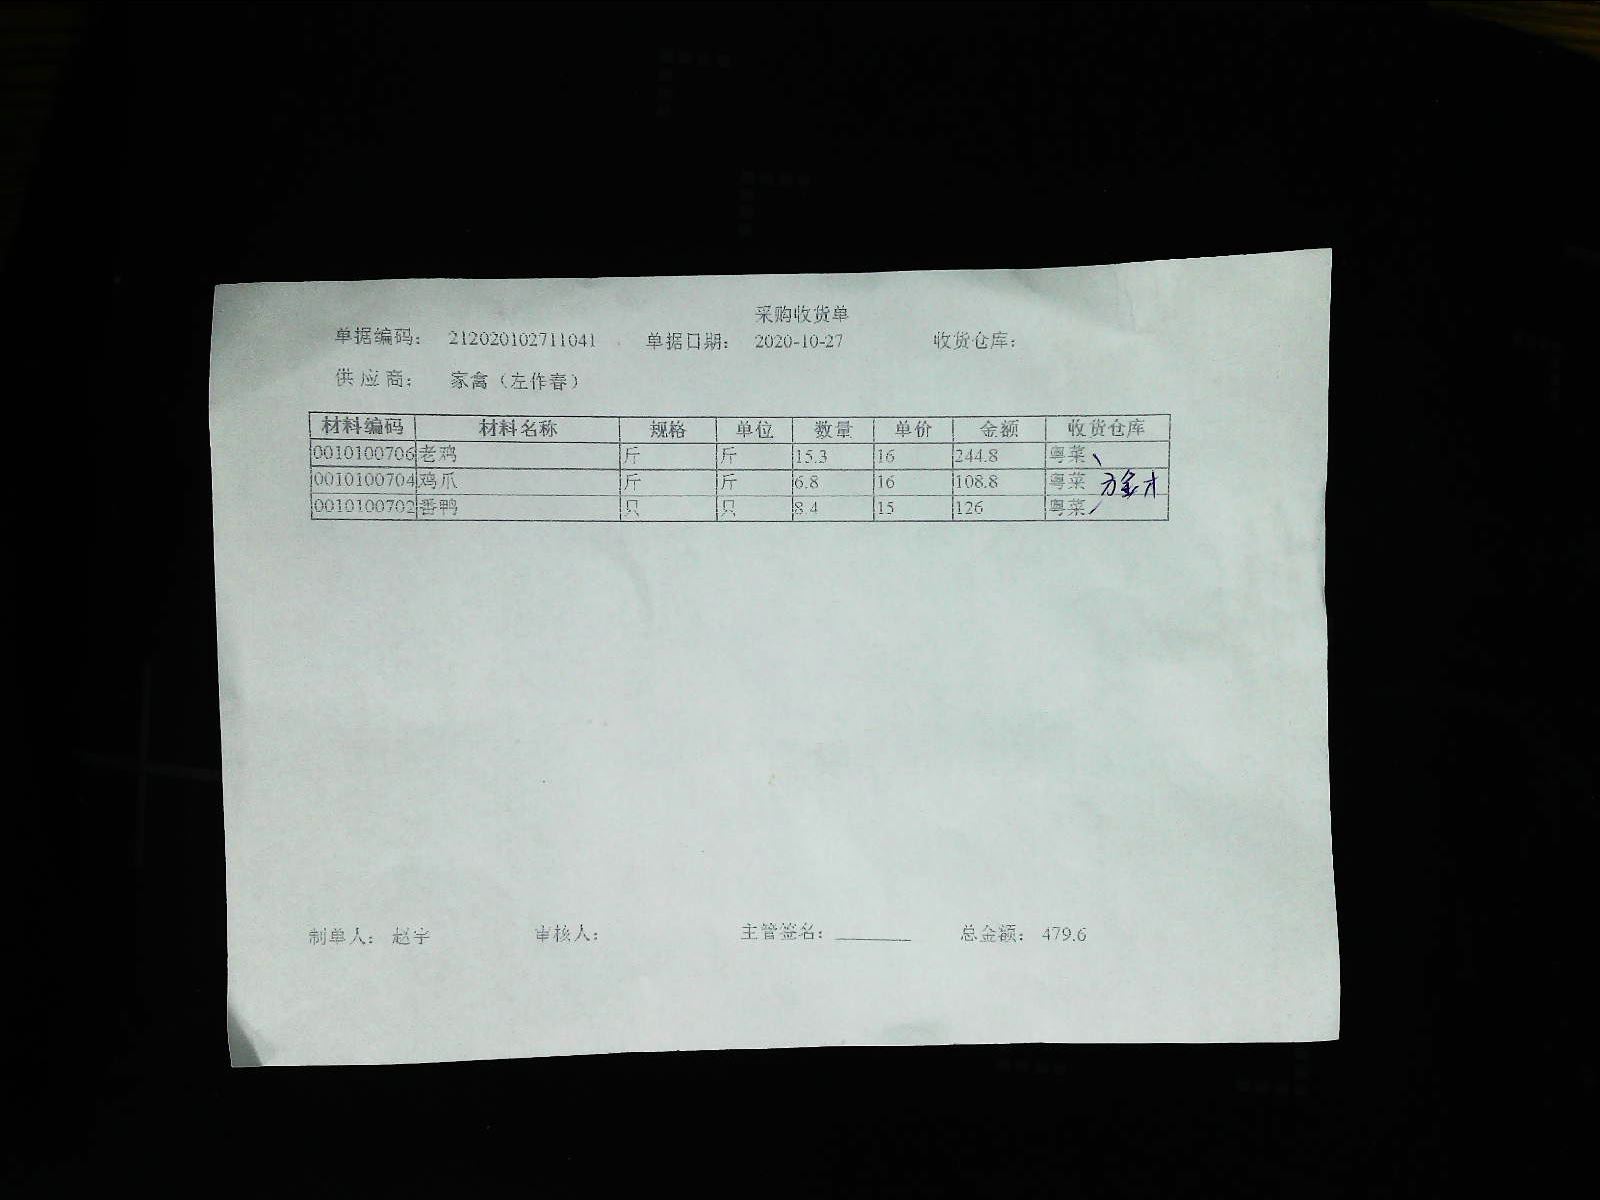 采购收货单
单据编码： 212020102711041 单据日期： 2020-10-27 收货仓库：
供应商： 家禽（左作春）
材料编码 材料名称 规格 单位 数量 单价 金额 收货仓库
0010100706 老鸡 斤 斤 15.3 16 244.8 粤菜
0010100704 鸡爪 斤 斤 6.8 16 108.8 粤菜 方金才
0010100702 番鸭 只 只 8.4 15 126 粤菜
制单人： 赵宇 审核人： 主管签名： 总金额： 479.6